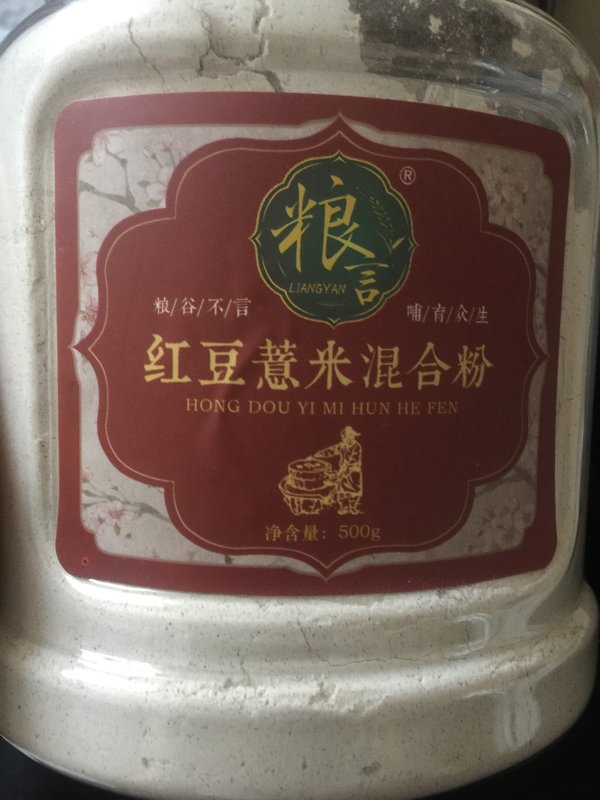 粮言
®
LIANGYAN
粮/谷/不/言
哺/育/众/生
红豆薏米混合粉
HONG DOU YI MI HUN HE FEN
净含量：500g